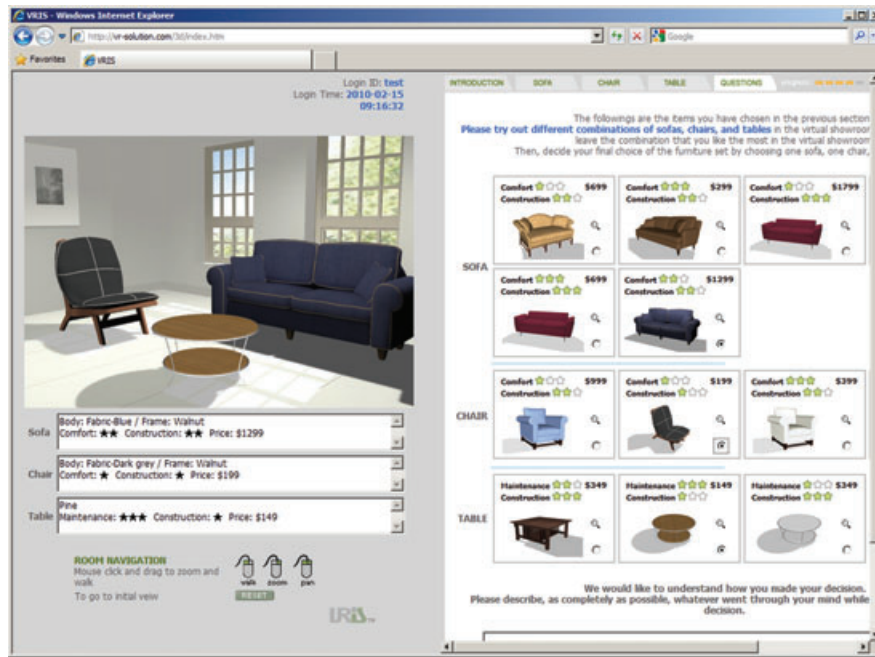 VRIS - Windows Internet Explorer
http://vr-solution.com/3d/index.htm
Google
Favorites
VRIS
Login ID: test
Login Time: 2010-02-15
09:16:32
INTRODUCTION SOFA CHAIR TABLE QUESTIONS
The followings are the items you have chosen in the previous section
Please try out different combinations of sofas, chairs, and tables in the virtual showroom
leave the combination that you like the most in the virtual showroom
Then, decide your final choice of the furniture set by choosing one sofa, one chair,
SOFA
Comfort ★☆☆ $699
Construction ★★☆
Comfort ★★★ $299
Construction ★★☆
Comfort ★☆☆ $1799
Construction ★★★
Comfort ★★★ $699
Construction ★★★
Comfort ★★☆ $1299
Construction ★★☆
CHAIR
Comfort ★☆☆ $999
Construction ★★☆
Comfort ★☆☆ $199
Construction ★☆☆
Comfort ★★★ $399
Construction ★★☆
TABLE
Maintenance ★★☆ $349
Construction ★★★
Maintenance ★★★ $149
Construction ★☆☆
Maintenance ★☆☆ $349
Construction ★★★
Sofa
Body: Fabric-Blue / Frame: Walnut
Comfort: ★★ Construction: ★★ Price: $1299
Chair
Body: Fabric-Dark grey / Frame: Walnut
Comfort: ★ Construction: ★ Price: $199
Table
Pine
Maintenance: ★★★ Construction: ★ Price: $149
ROOM NAVIGATION
Mouse click and drag to zoom and
walk
To go to initial veiw
walk zoom pan
RESET
We would like to understand how you made your decision.
Please describe, as completely as possible, whatever went through your mind while
decision.